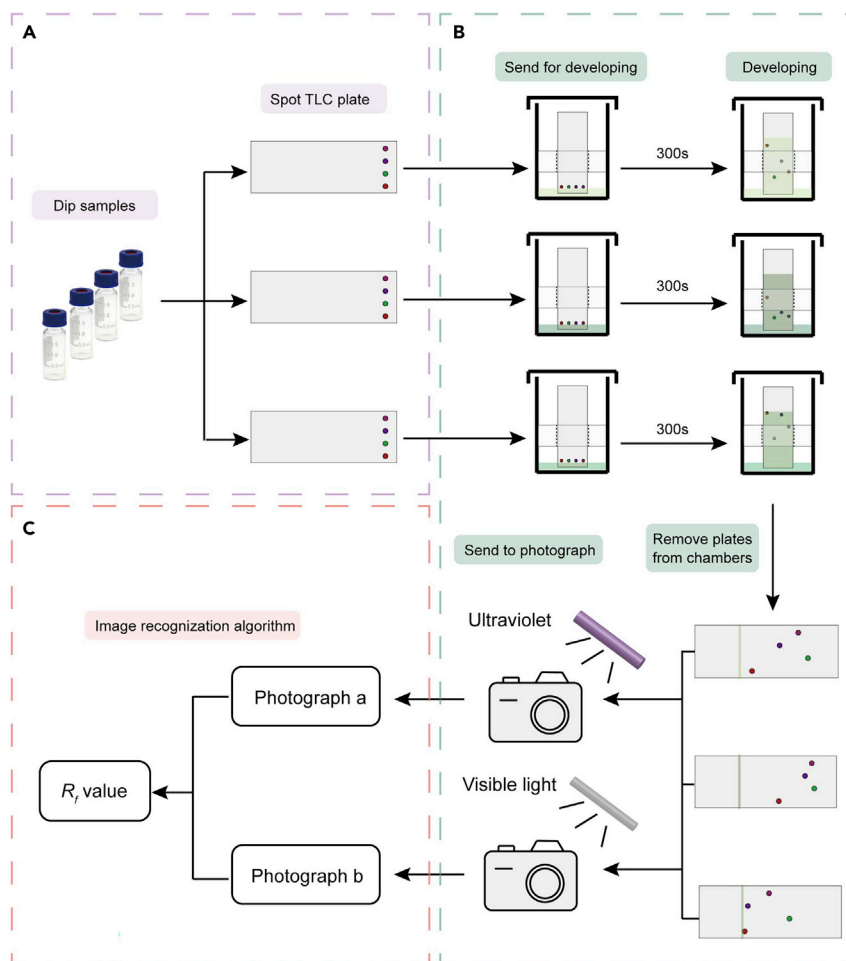 A
B
Send for developing
Developing
Spot TLC plate
300s
Dip samples
300s
300s
C
Send to photograph
Remove plates
from chambers
Image recognization algorithm
Ultraviolet
Photograph a
Rf value
Visible light
Photograph b